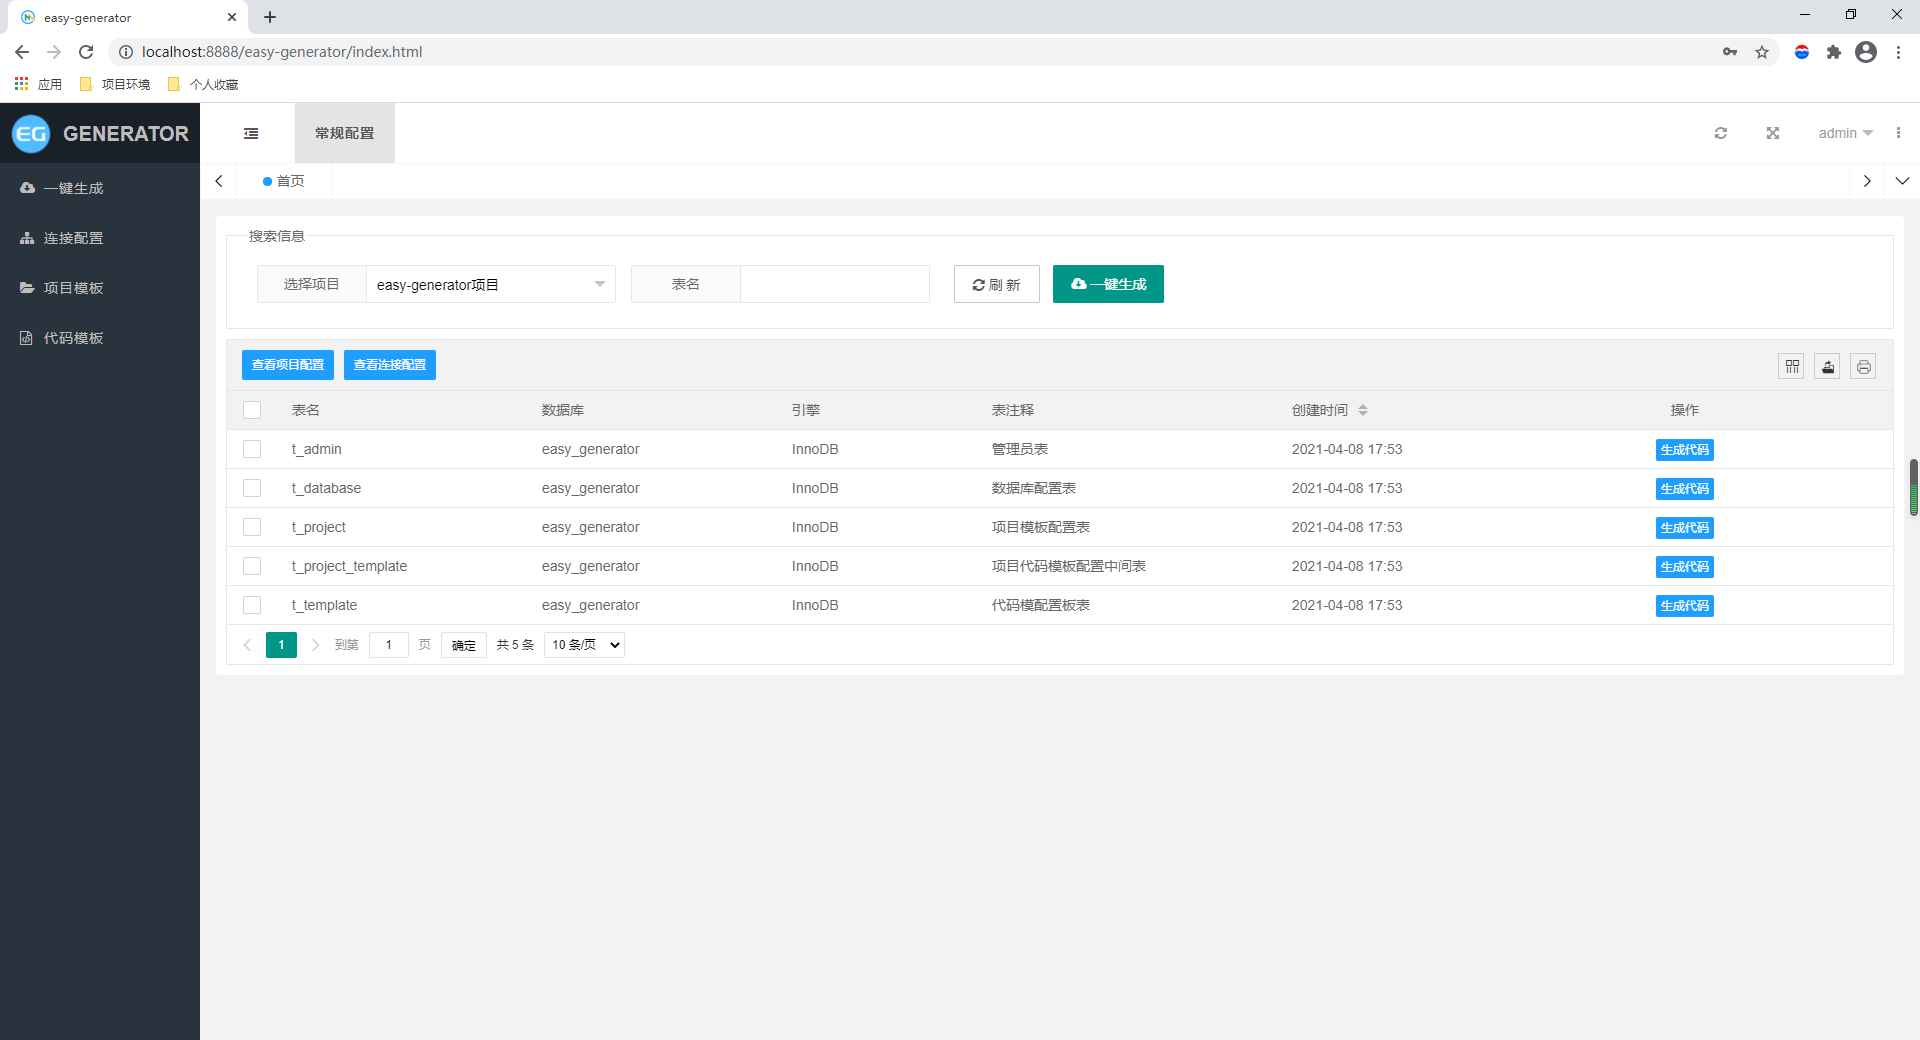 easy-generator
localhost:8888/easy-generator/index.html
应用 项目环境 个人收藏
EG GENERATOR 常规配置 admin
一键生成
连接配置
项目模板
代码模板
首页
搜索信息
选择项目 easy-generator项目 表名 刷 新 一键生成
查看项目配置 查看连接配置
表名 数据库 引擎 表注释 创建时间 操作
t_admin easy_generator InnoDB 管理员表 2021-04-08 17:53 生成代码
t_database easy_generator InnoDB 数据库配置表 2021-04-08 17:53 生成代码
t_project easy_generator InnoDB 项目模板配置表 2021-04-08 17:53 生成代码
t_project_template easy_generator InnoDB 项目代码模板配置中间表 2021-04-08 17:53 生成代码
t_template easy_generator InnoDB 代码模配置板表 2021-04-08 17:53 生成代码
1 到第 1 页 确定 共 5 条 10 条/页